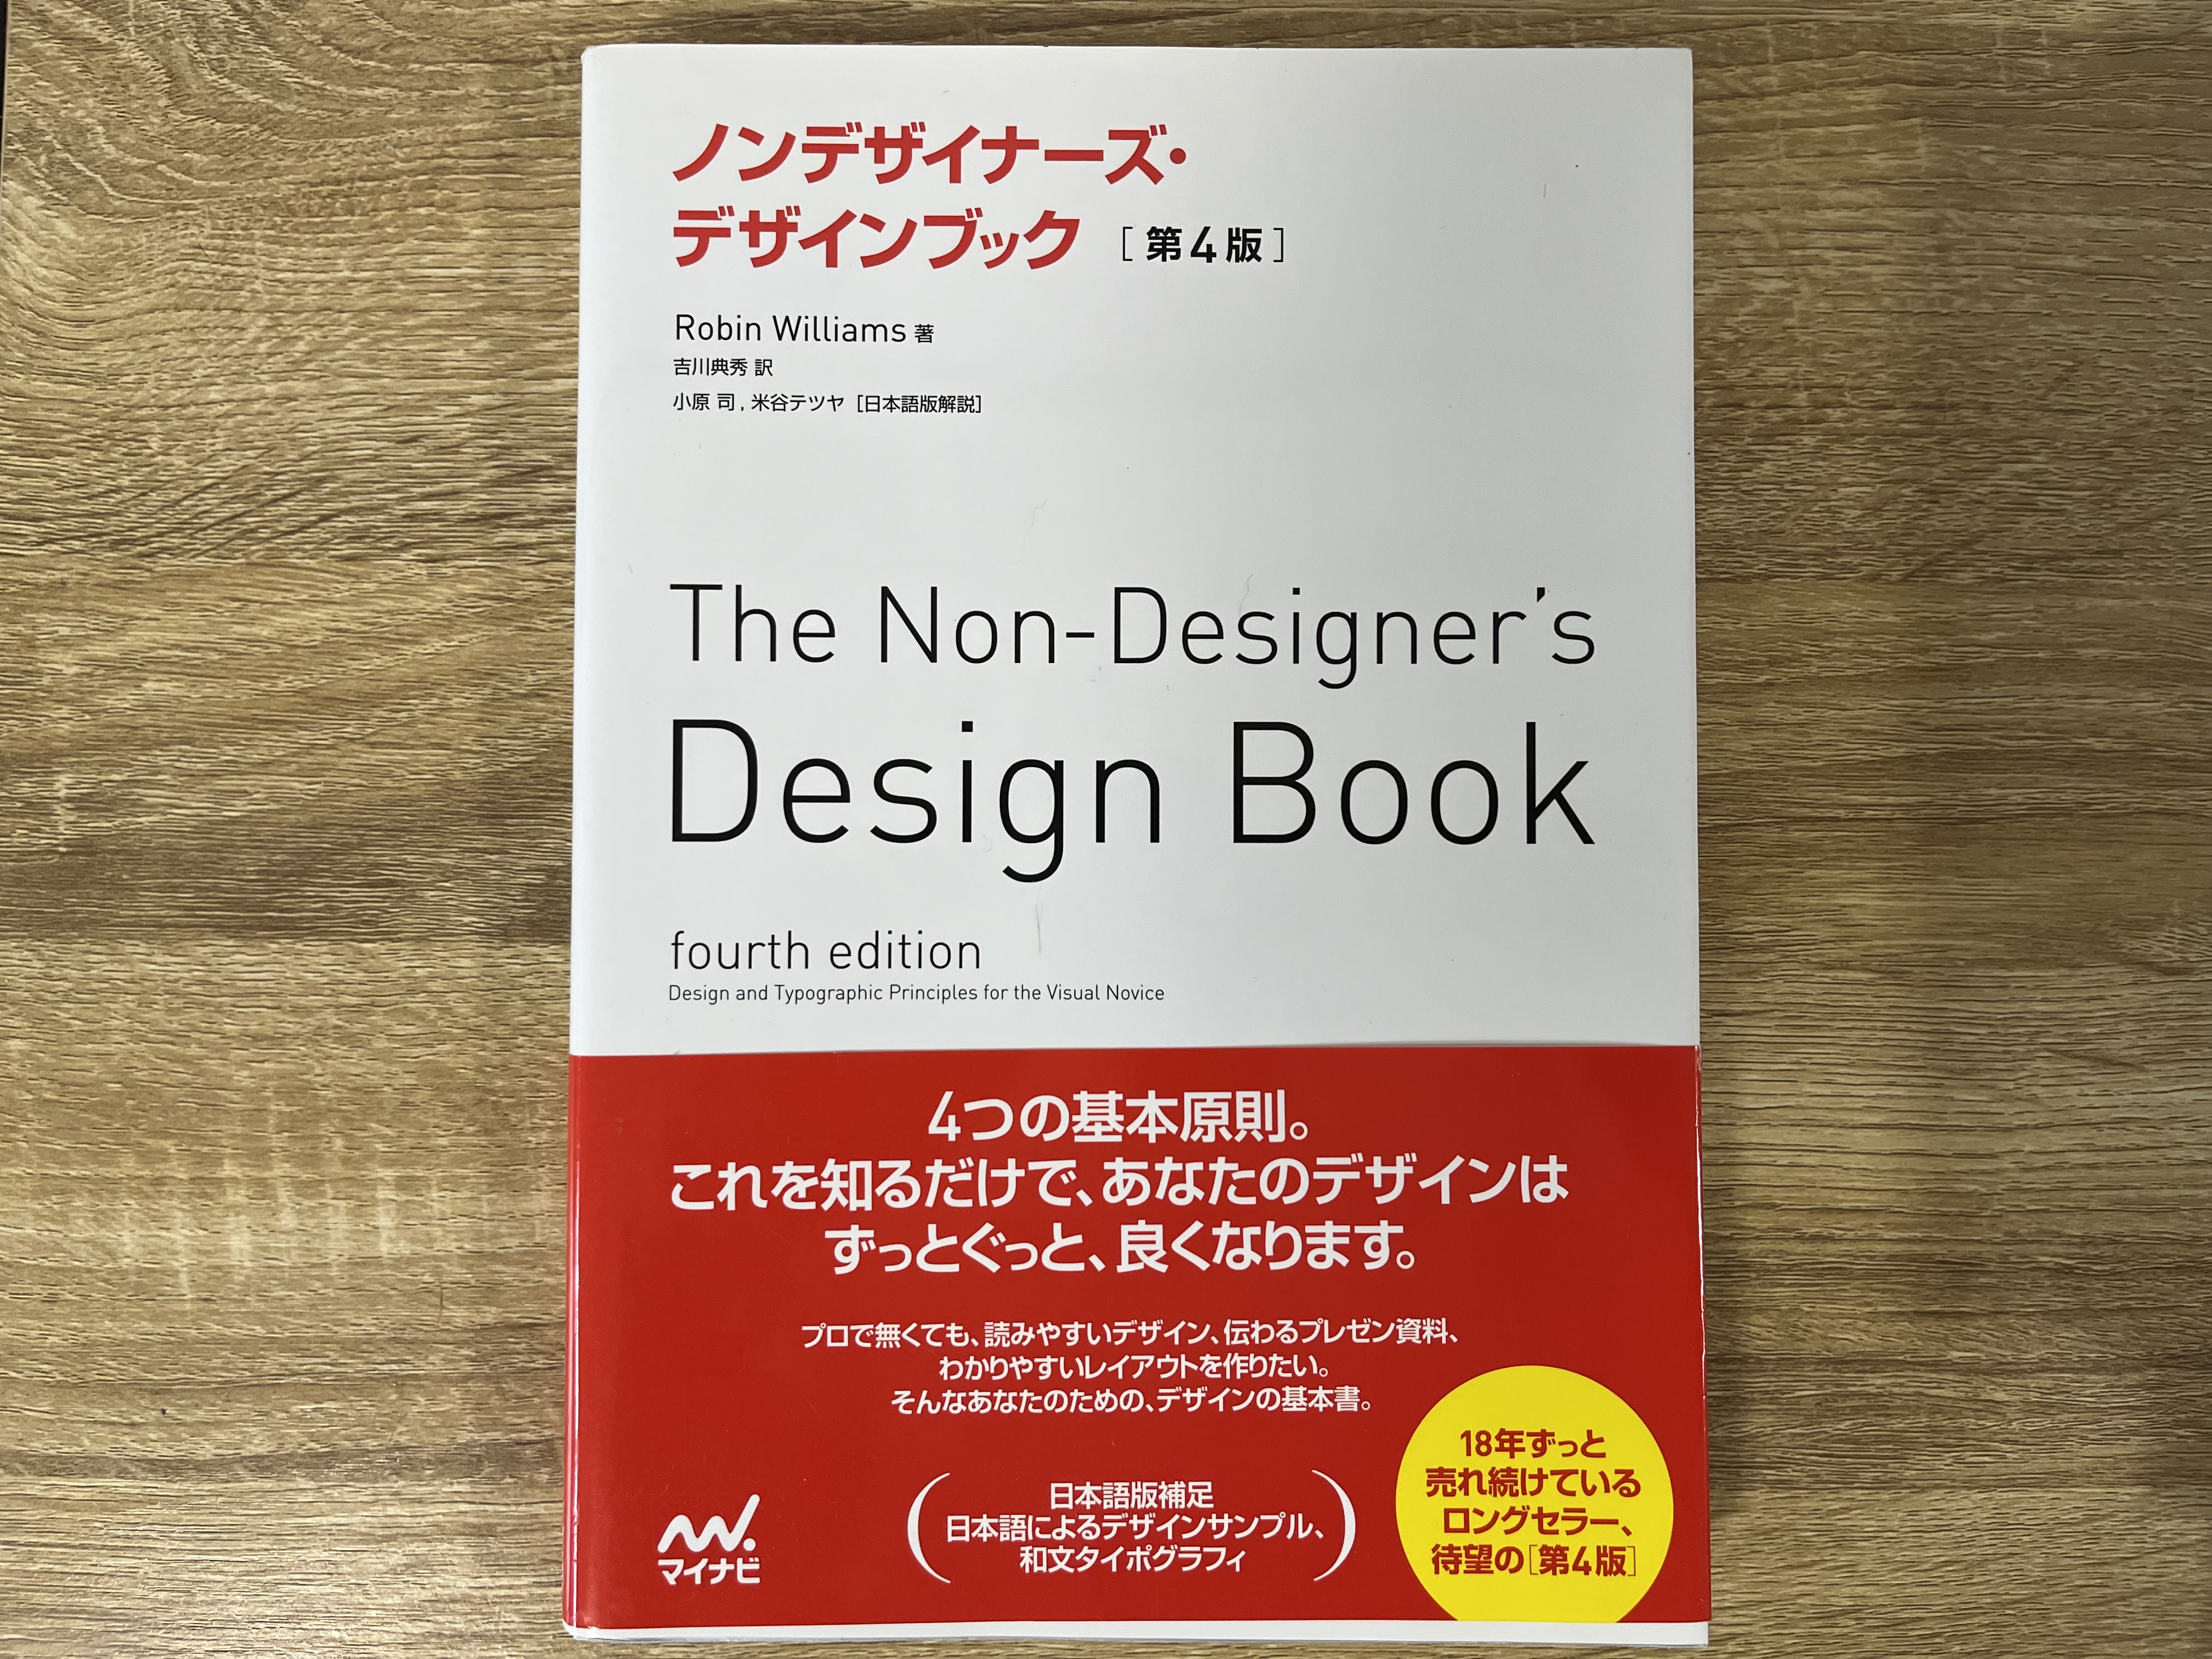 ノンデザイナーズ・
デザインブック [第4版]
Robin Williams 著
吉川典秀 訳
小原 司, 米谷テツヤ [日本語版解説]
The Non-Designer's
Design Book
fourth edition
Design and Typographic Principles for the Visual Novice
4つの基本原則。
これを知るだけで、あなたのデザインは
ずっとぐっと、良くなります。
プロで無くても、読みやすいデザイン、伝わるプレゼン資料、
わかりやすいレイアウトを作りたい。
そんなあなたのための、デザインの基本書。
マイナビ
(日本語版補足
日本語によるデザインサンプル、
和文タイポグラフィ)
18年ずっと
売れ続けている
ロングセラー、
待望の[第4版]